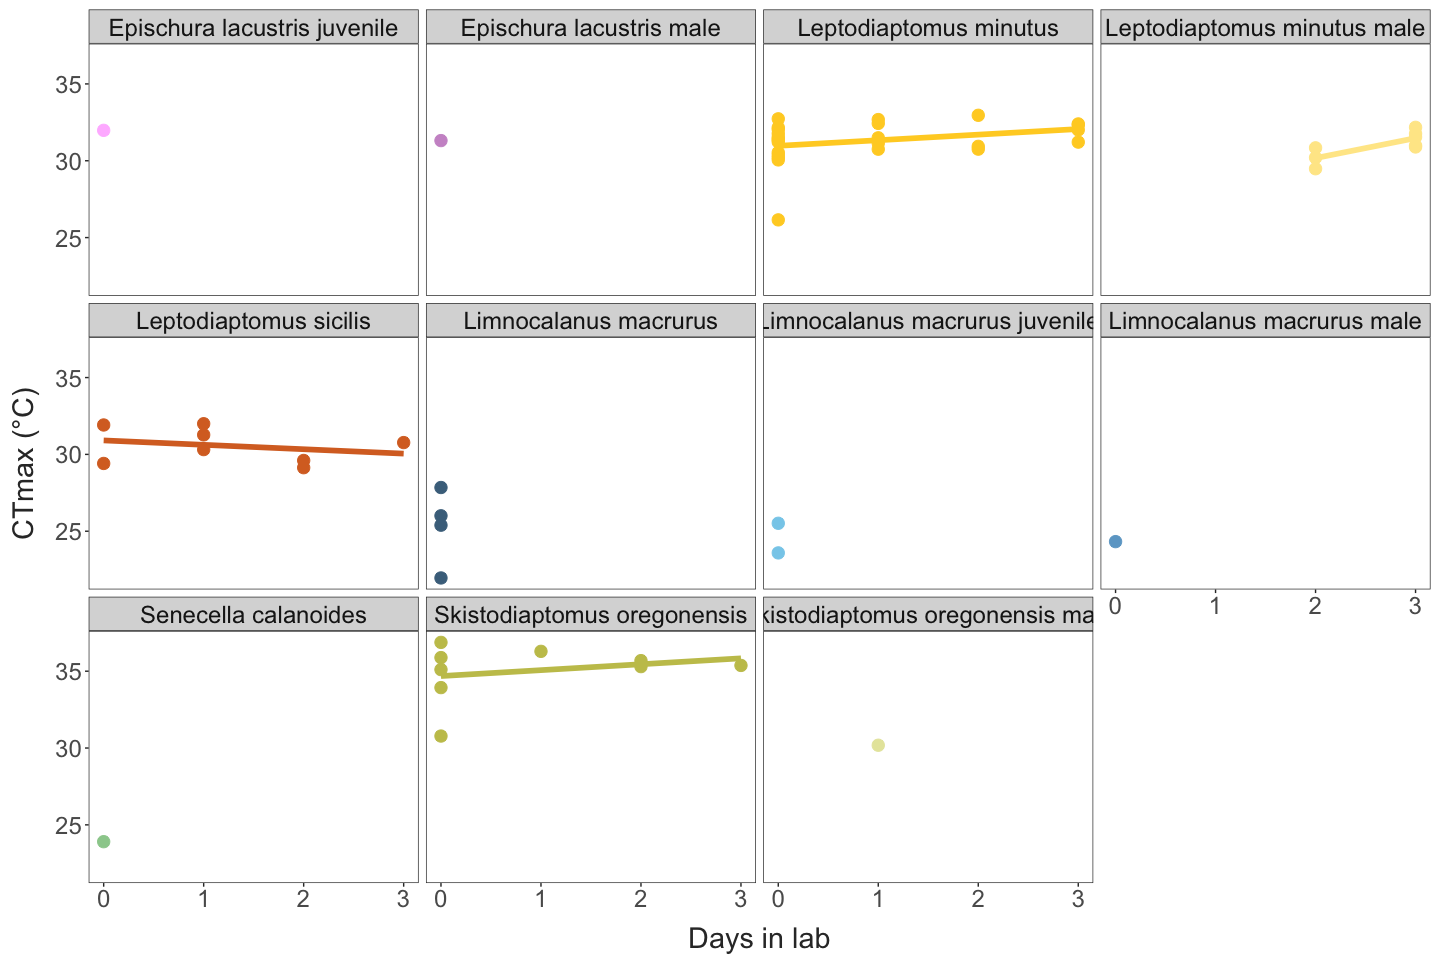 Epischura lacustris juvenile
Epischura lacustris male
Leptodiaptomus minutus
Leptodiaptomus minutus male
35
30
25
Leptodiaptomus sicilis
Limnocalanus macrurus
Limnocalanus macrurus juvenile
Limnocalanus macrurus male
35
30
25
0 1 2 3
CTmax (°C)
Senecella calanoides
Skistodiaptomus oregonensis
kistodiaptomus oregonensis ma
35
30
25
0 1 2 3
0 1 2 3
0 1 2 3
Days in lab